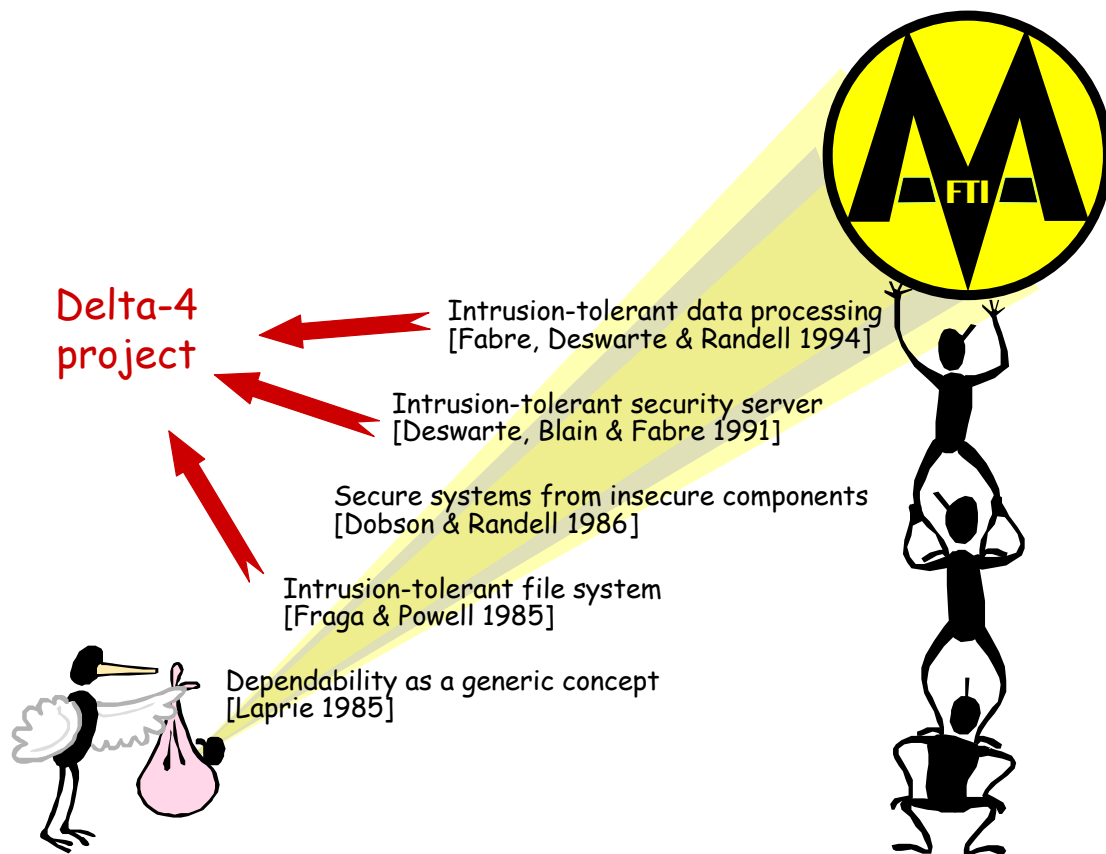 MAFTIA
Delta-4
project
Intrusion-tolerant data processing
[Fabre, Deswarte & Randell 1994]
Intrusion-tolerant security server
[Deswarte, Blain & Fabre 1991]
Secure systems from insecure components
[Dobson & Randell 1986]
Intrusion-tolerant file system
[Fraga & Powell 1985]
Dependability as a generic concept
[Laprie 1985]